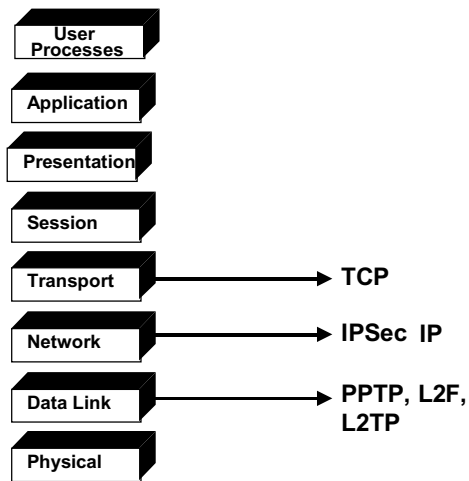 User
Processes
Application
Presentation
Session
Transport
TCP
Network
IPSec IP
Data Link
PPTP, L2F,
L2TP
Physical